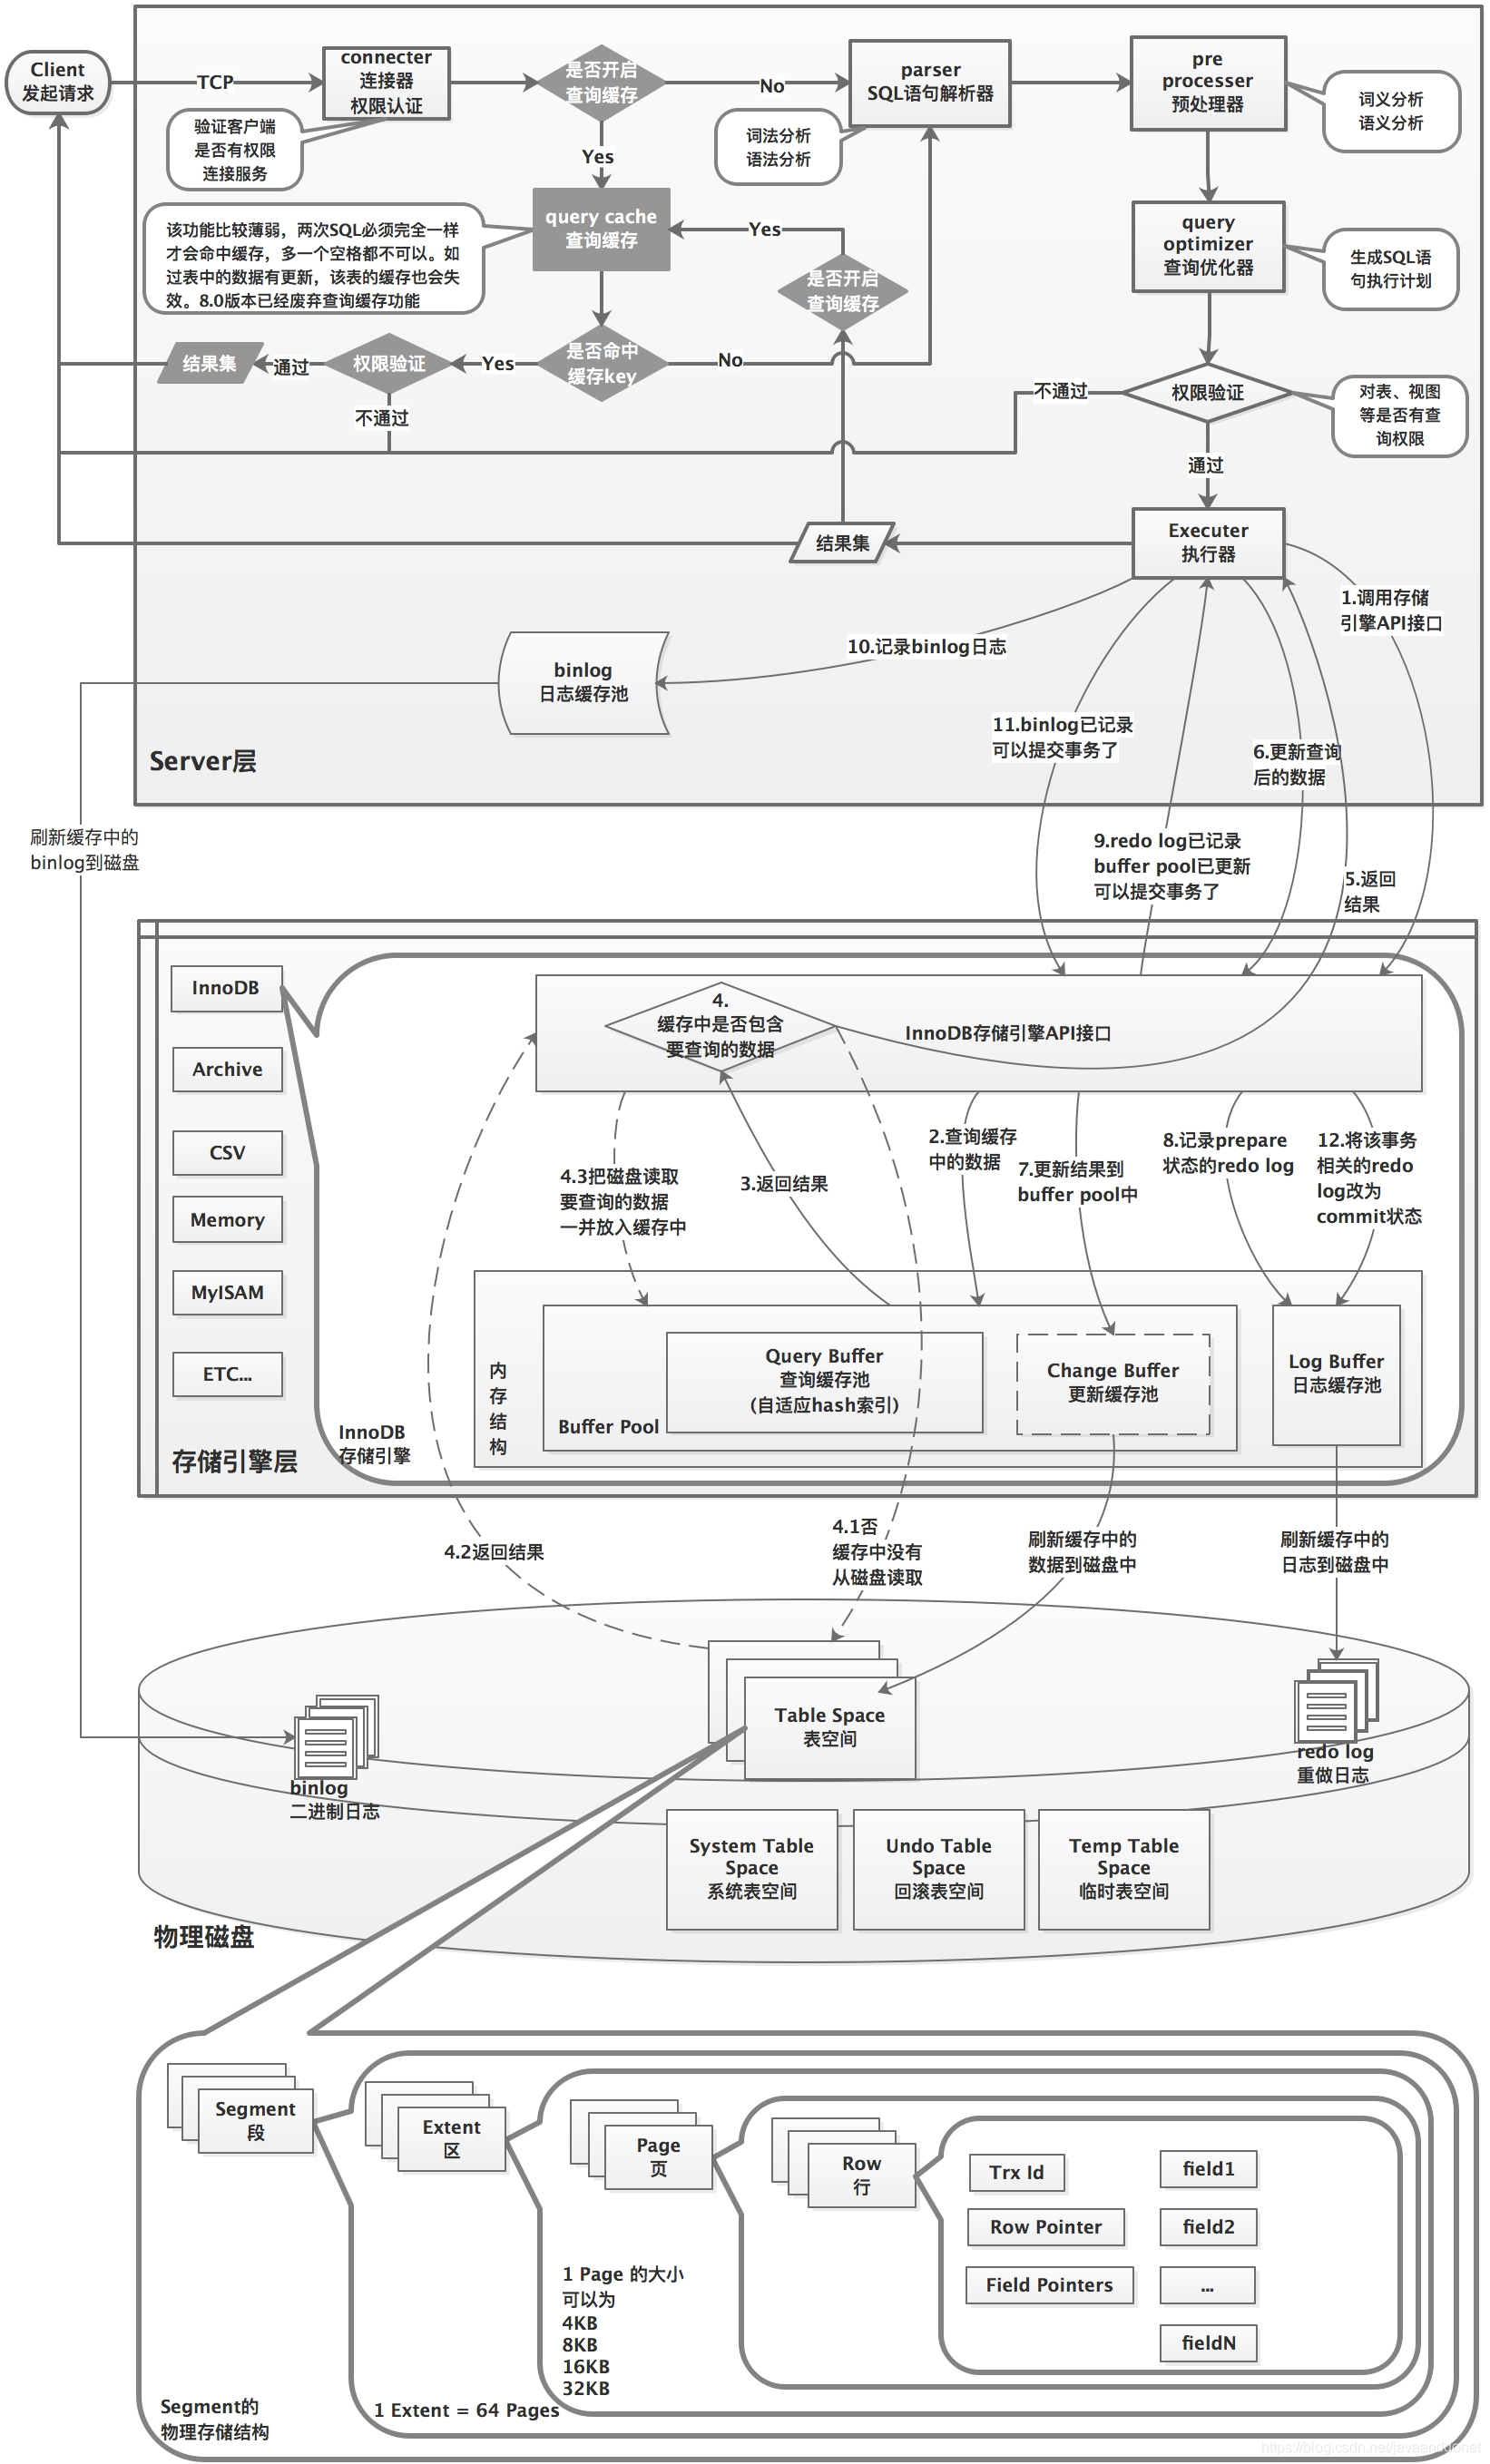 Client
发起请求
TCP
connecter
连接器
权限认证
验证客户端
是否有权限
连接服务
是否开启
查询缓存
No
Yes
parser
SQL语句解析器
词法分析
语法分析
pre
processer
预处理器
词义分析
语义分析
query cache
查询缓存
该功能比较薄弱，两次SQL必须完全一样
才会命中缓存，多一个空格都不可以。如
过表中的数据有更新，该表的缓存也会失
效。8.0版本已经废弃查询缓存功能
Yes
是否开启
查询缓存
query
optimizer
查询优化器
生成SQL语
句执行计划
结果集
通过
权限验证
Yes
是否命中
缓存key
No
不通过
不通过
权限验证
对表、视图
等是否有查
询权限
通过
结果集
Executer
执行器
1.调用存储
引擎API接口
10.记录binlog日志
binlog
日志缓存池
11.binlog已记录
可以提交事务了
6.更新查询
后的数据
Server层
刷新缓存中的
binlog到磁盘
9.redo log已记录
buffer pool已更新
可以提交事务了
5.返回
结果
InnoDB
Archive
CSV
Memory
MyISAM
ETC...
存储引擎层
InnoDB
存储引擎
4.
缓存中是否包含
要查询的数据
InnoDB存储引擎API接口
4.3把磁盘读取
要查询的数据
一并放入缓存中
3.返回结果
2.查询缓存
中的数据
7.更新结果到
buffer pool中
8.记录prepare
状态的redo log
12.将该事务
相关的redo
log改为
commit状态
内
存
结
构
Buffer Pool
Query Buffer
查询缓存池
(自适应hash索引)
Change Buffer
更新缓存池
Log Buffer
日志缓存池
4.2返回结果
4.1否
缓存中没有
从磁盘读取
刷新缓存中的
数据到磁盘中
刷新缓存中的
日志到磁盘中
Table Space
表空间
binlog
二进制日志
redo log
重做日志
System Table
Space
系统表空间
Undo Table
Space
回滚表空间
Temp Table
Space
临时表空间
物理磁盘
Segment
段
Extent
区
Page
页
Row
行
Trx Id
Row Pointer
Field Pointers
field1
field2
...
fieldN
1 Page 的大小
可以为
4KB
8KB
16KB
32KB
1 Extent = 64 Pages
Segment的
物理存储结构